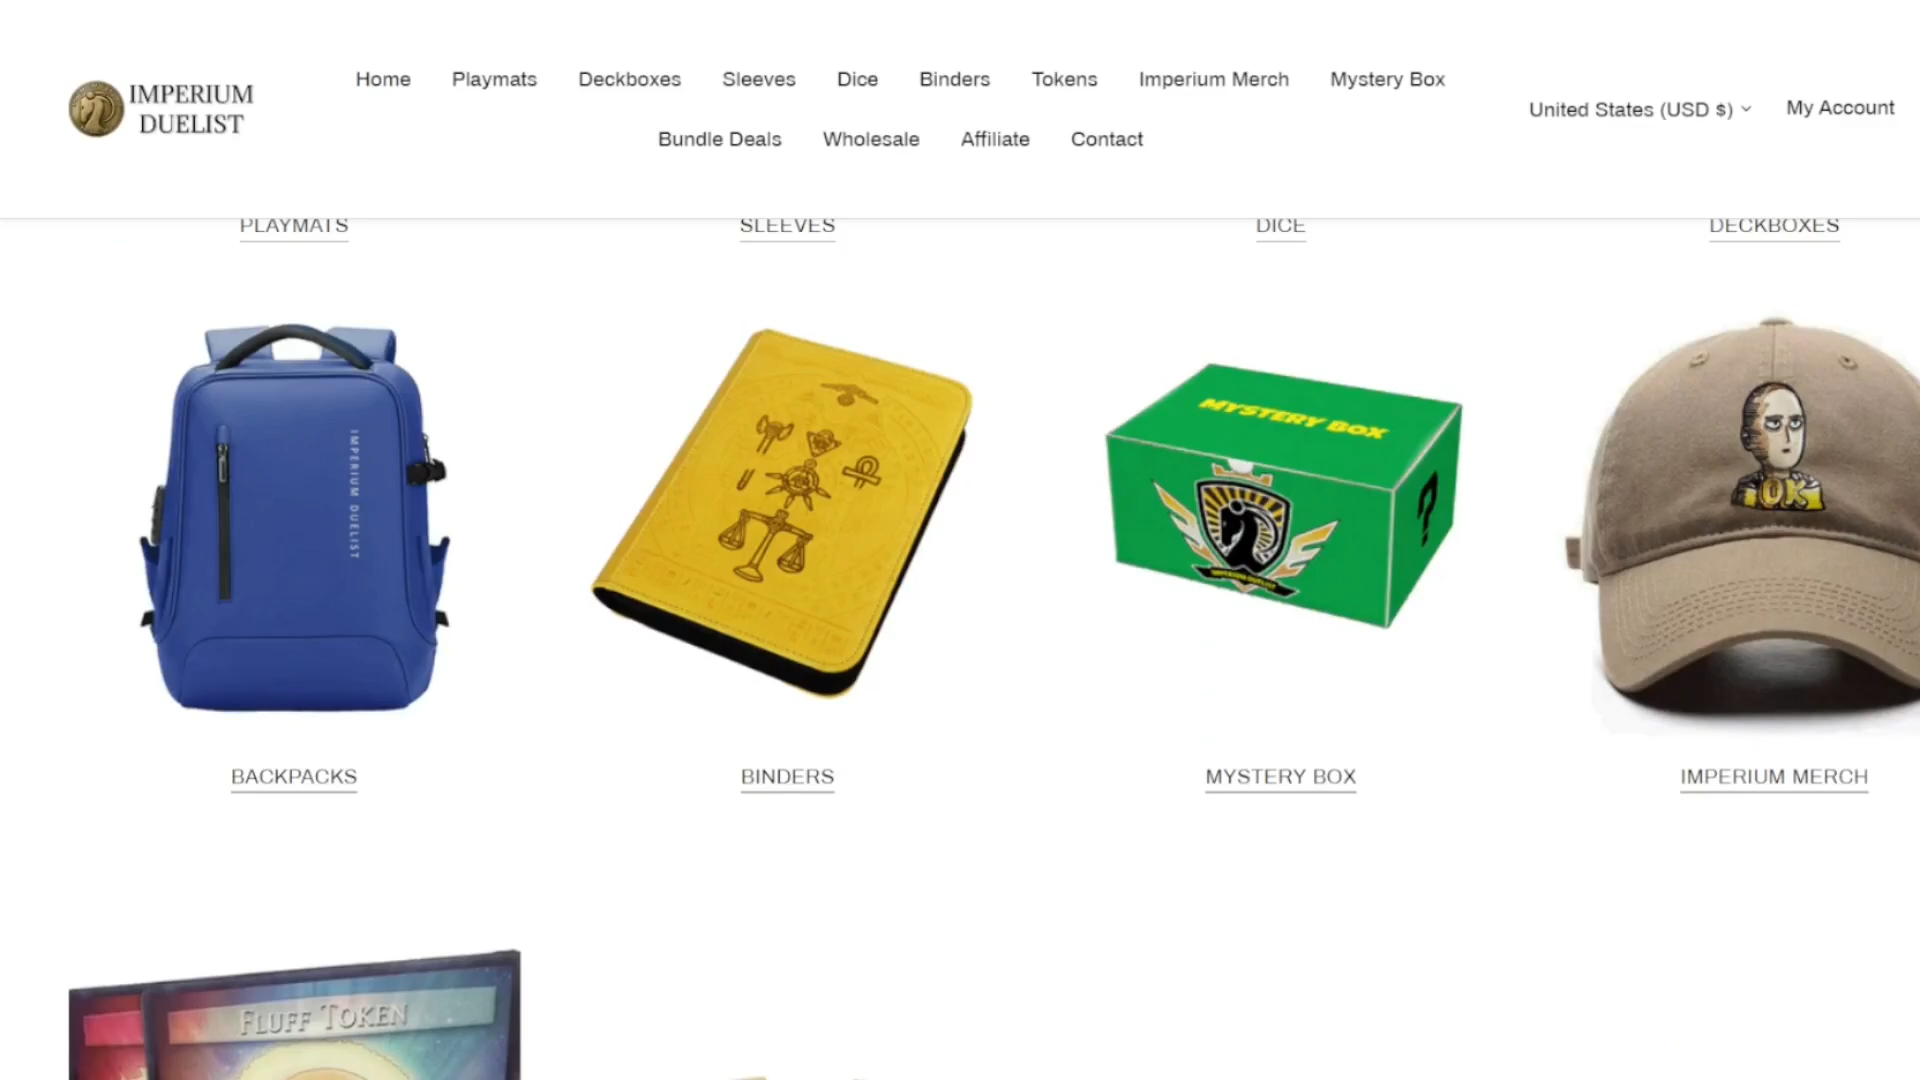 IMPERIUM
DUELIST
Home Playmats Deckboxes Sleeves Dice Binders Tokens Imperium Merch Mystery Box
Bundle Deals Wholesale Affiliate Contact
United States (USD $)
My Account
PLAYMATS SLEEVES DICE DECKBOXES
IMPERIUM DUELIST
MYSTERY BOX
?
IMPERIUM DUELIST
OK
BACKPACKS BINDERS MYSTERY BOX IMPERIUM MERCH
FLUFF TOKEN